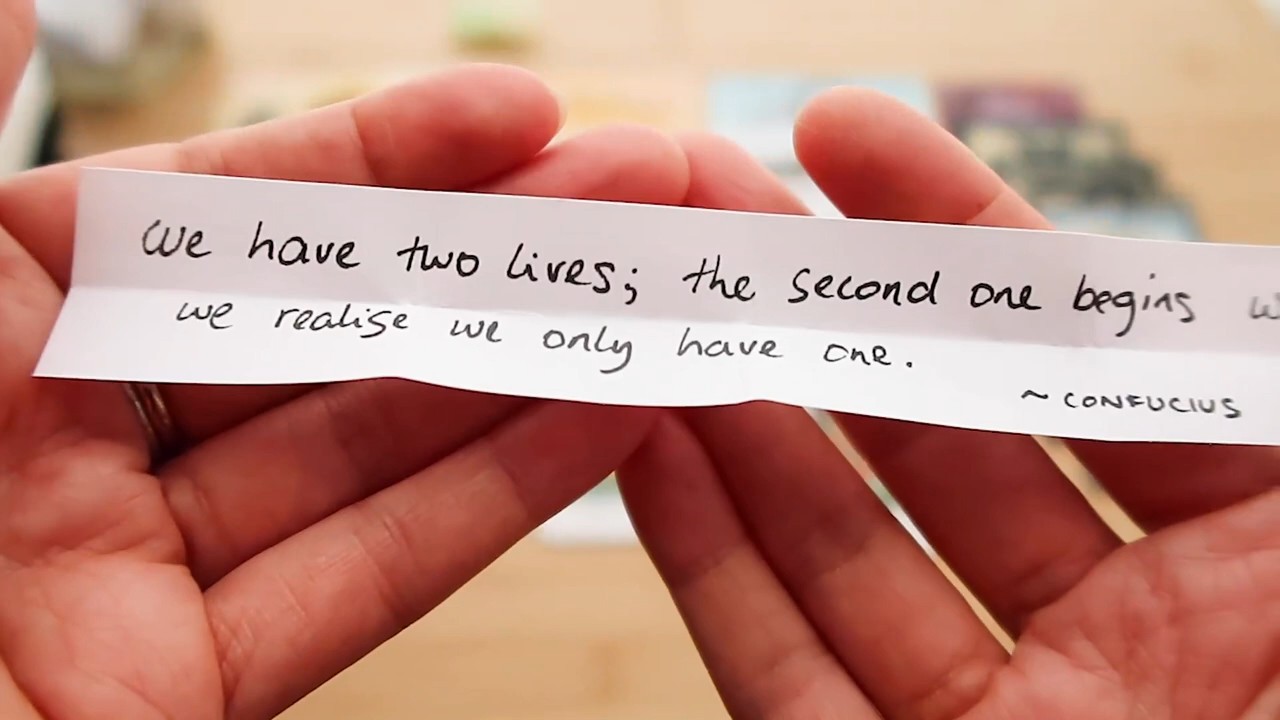 We have two lives; the second one begins
we realise we only have one.
~ CONFUCIUS